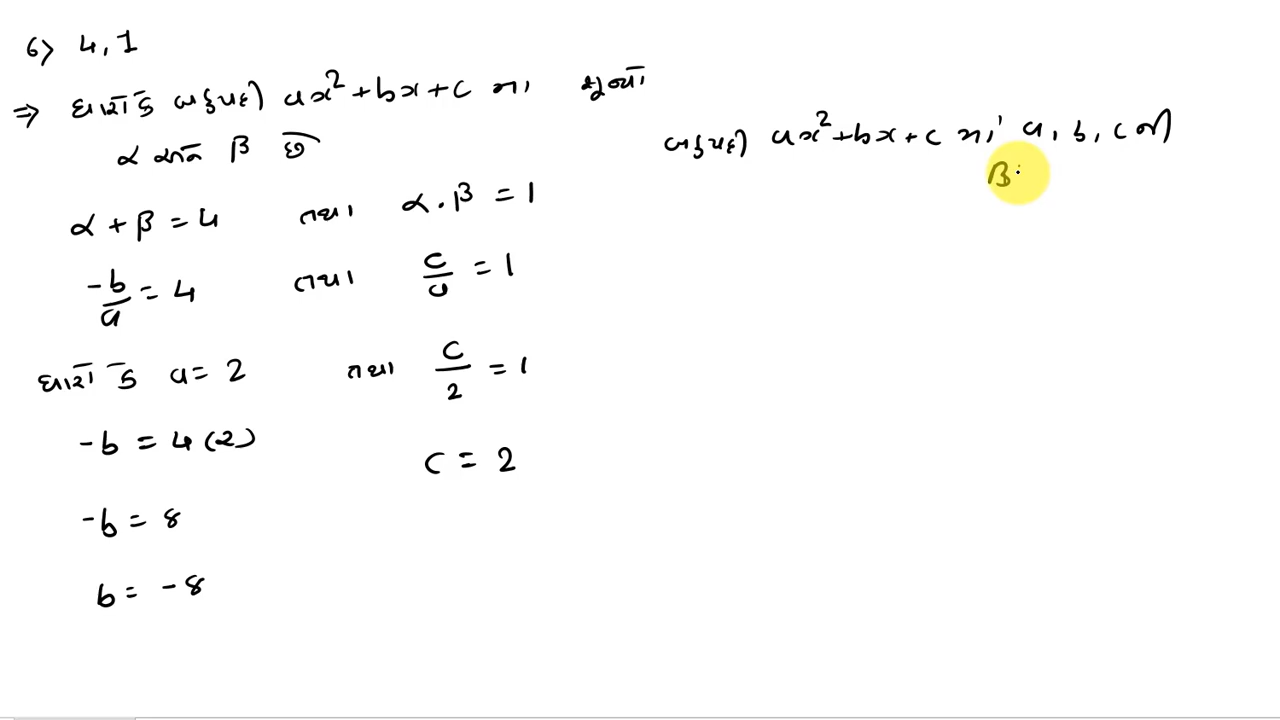 6) 4, 1
⇒ ધારો કે બહુપદી ax² + bx + c ના શૂન્યો
α અને β છે
α + β = 4 તથા α · β = 1
-b/a = 4 તથા c/a = 1
ધારો કે a = 2 તથા c/2 = 1
-b = 4(2)
c = 2
-b = 8
b = -8
બહુપદી ax² + bx + c માં a, b, c ની